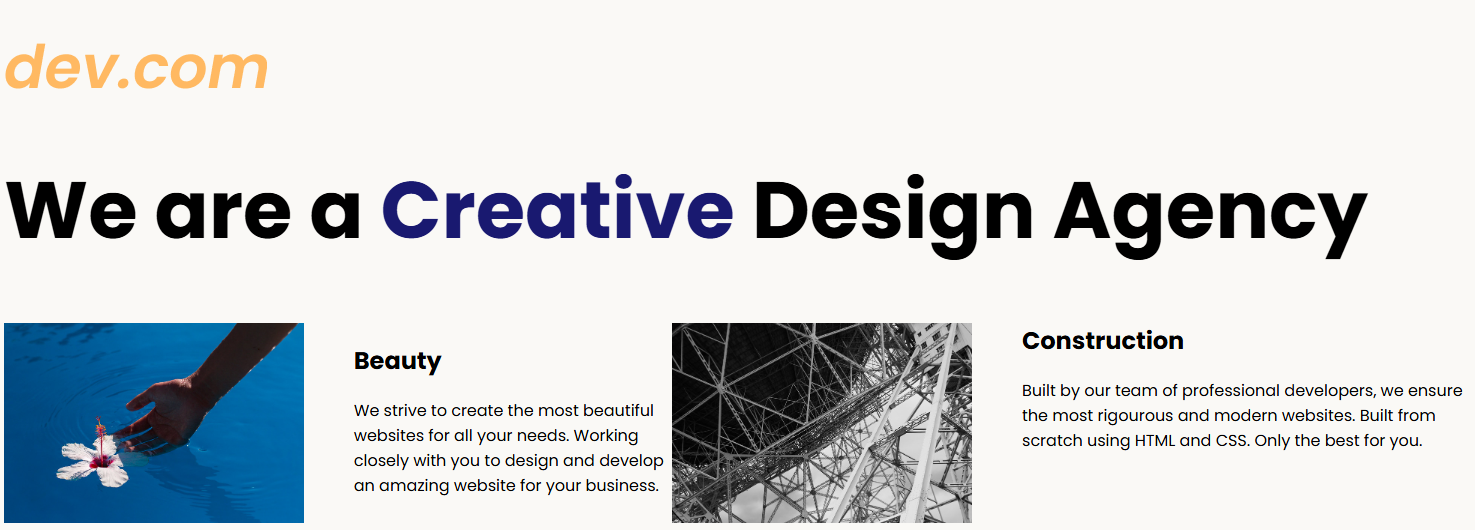 dev.com
We are a Creative Design Agency
Beauty
We strive to create the most beautiful
websites for all your needs. Working
closely with you to design and develop
an amazing website for your business.
Construction
Built by our team of professional developers, we ensure
the most rigourous and modern websites. Built from
scratch using HTML and CSS. Only the best for you.